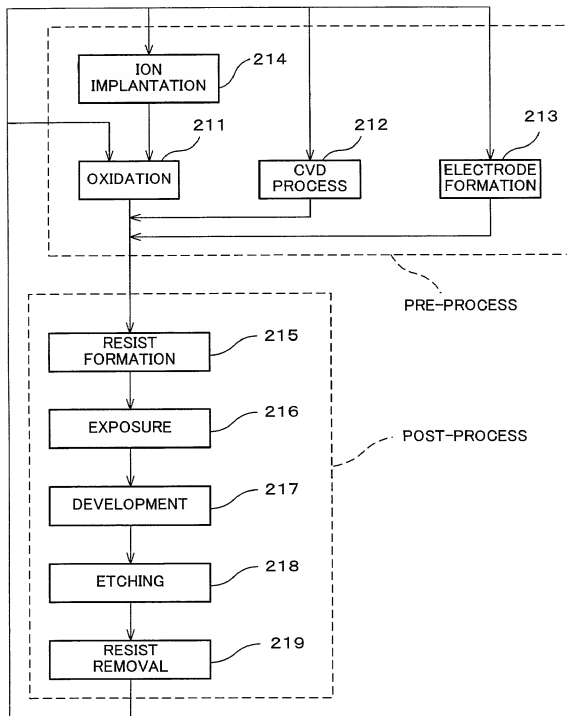 ION
IMPLANTATION
214
211
212
213
OXIDATION
CVD
PROCESS
ELECTRODE
FORMATION
PRE-PROCESS
RESIST
FORMATION
215
EXPOSURE
216
POST-PROCESS
DEVELOPMENT
217
ETCHING
218
RESIST
REMOVAL
219